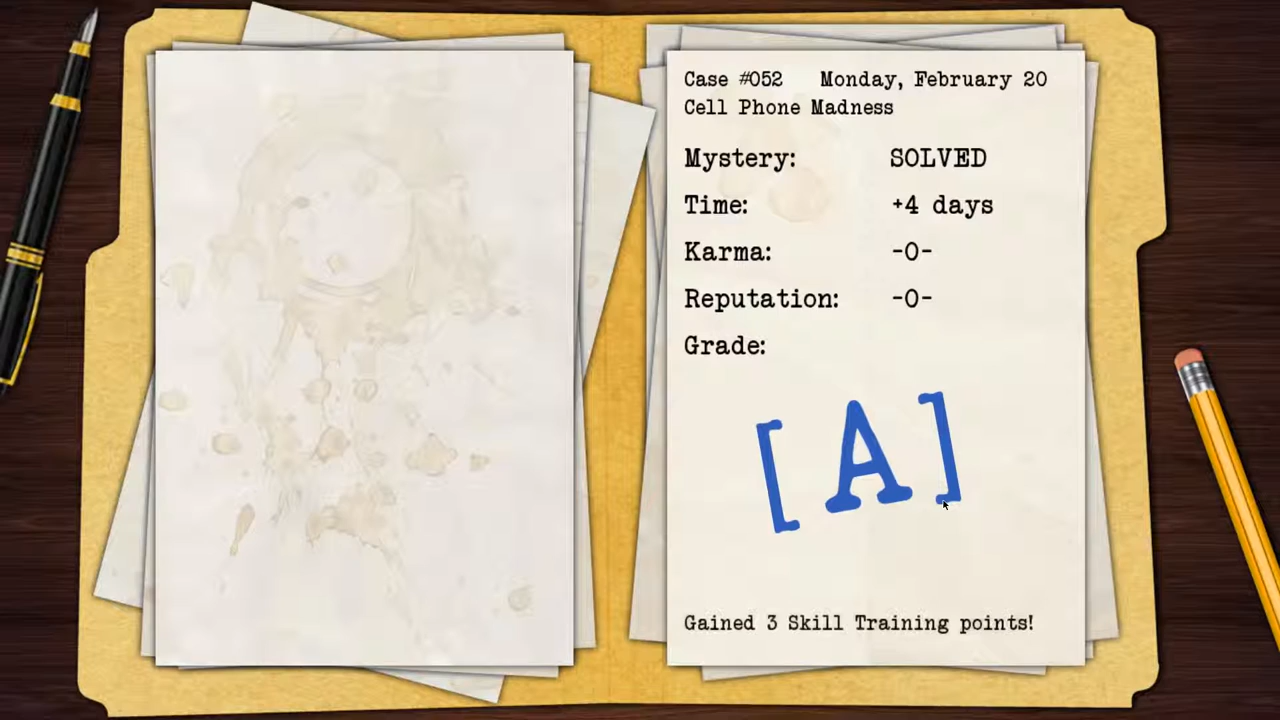 Case #052 Monday, February 20
Cell Phone Madness
Mystery: SOLVED
Time: +4 days
Karma: -0-
Reputation: -0-
Grade:
[A]
Gained 3 Skill Training points!